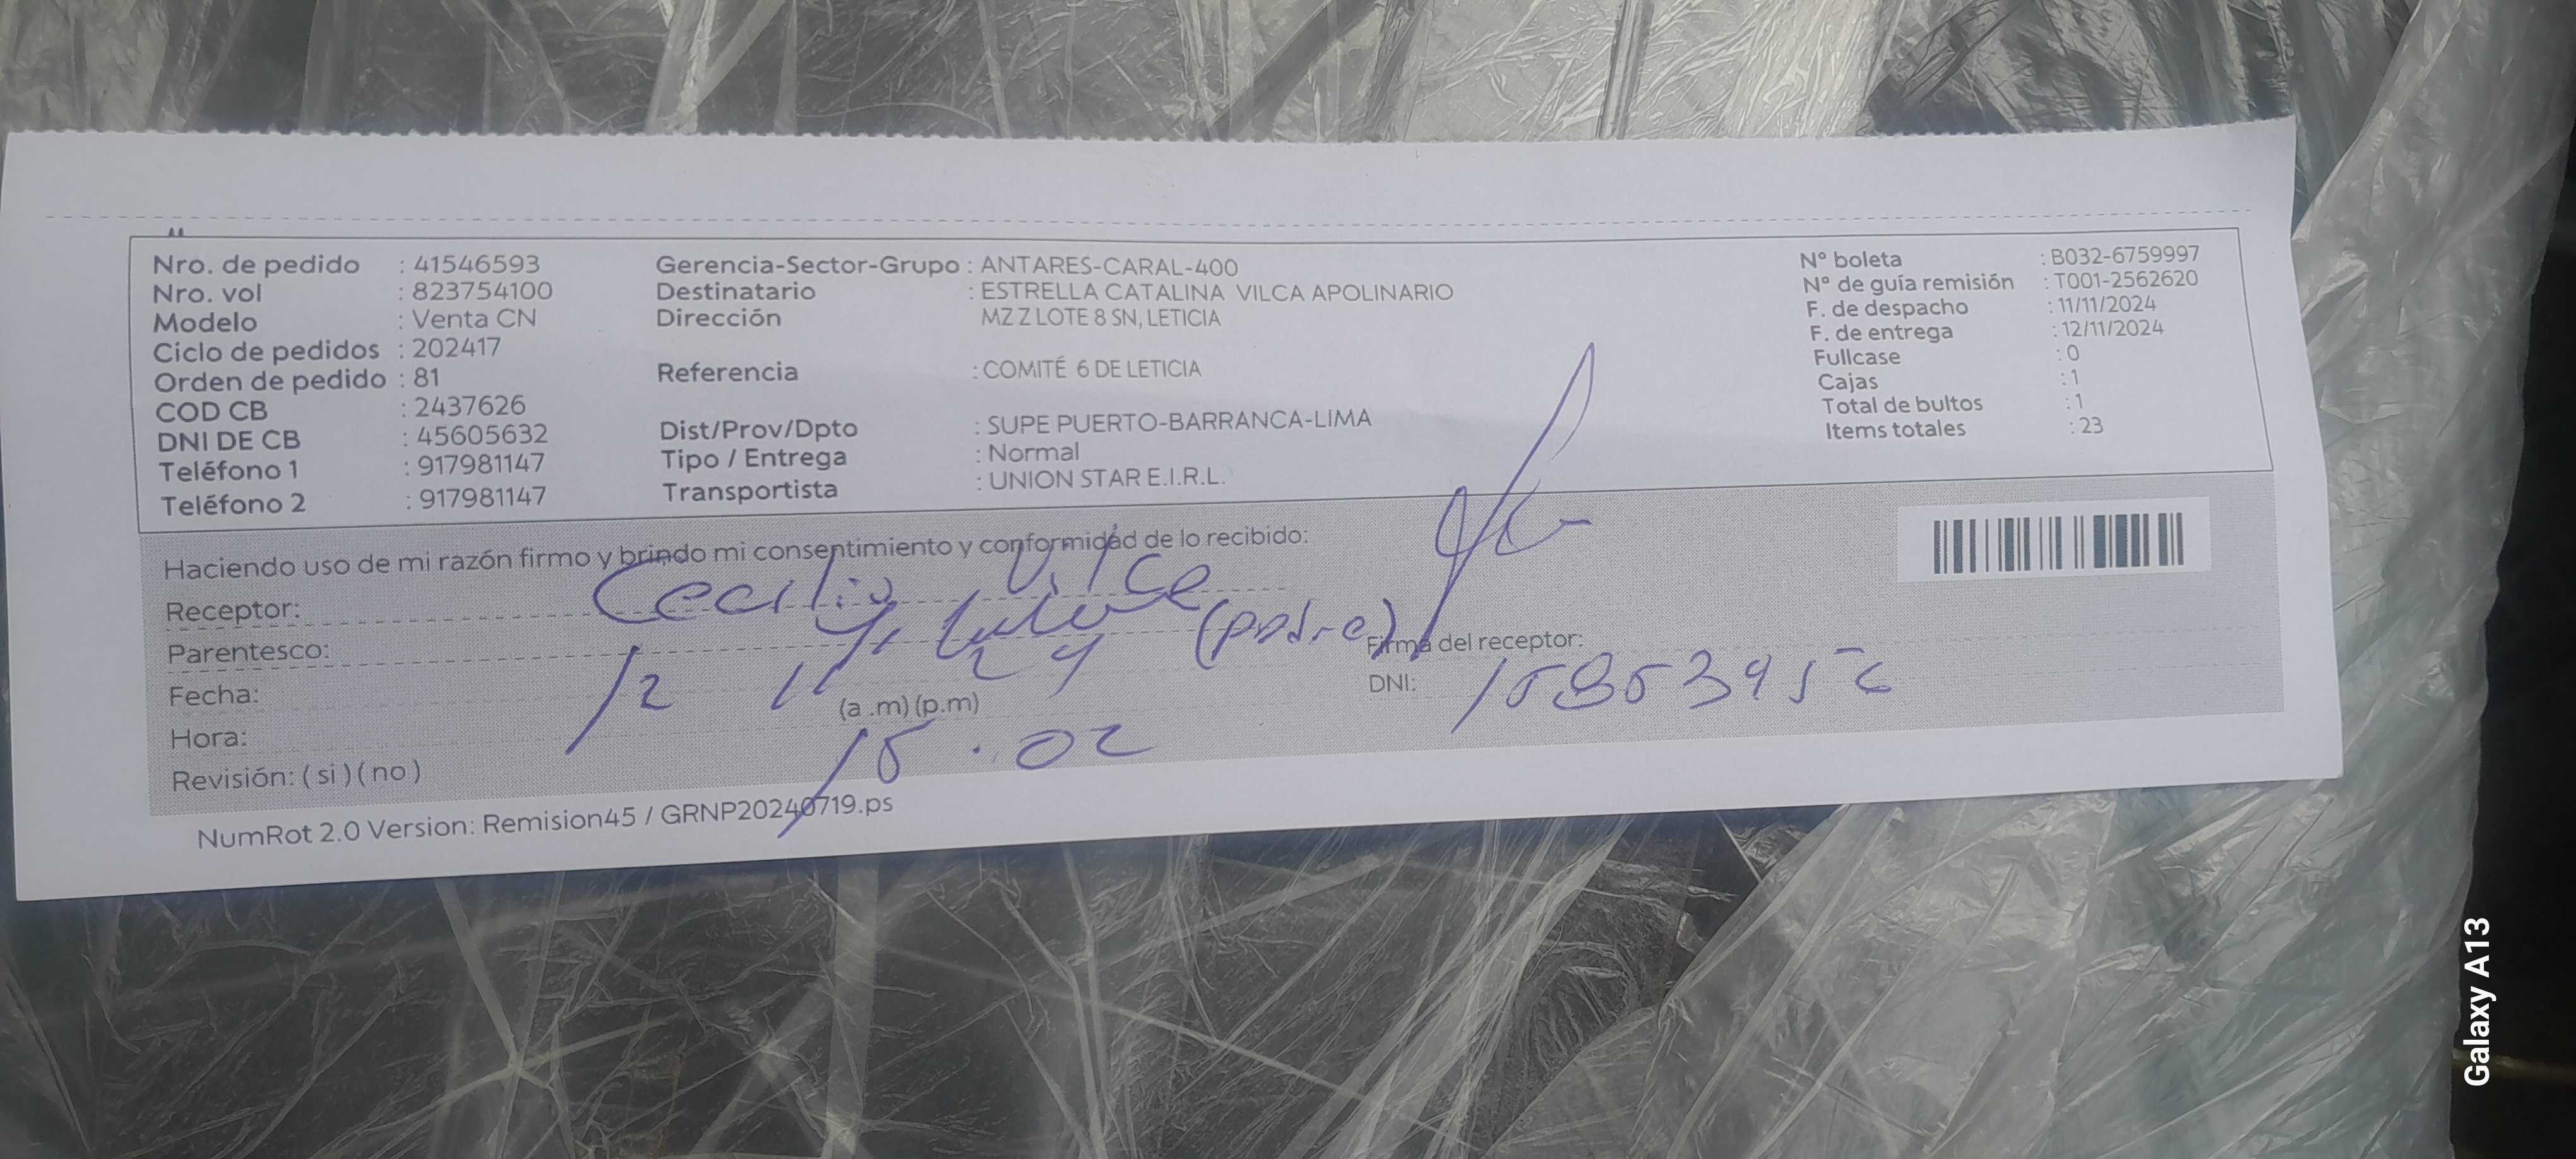 Nro. de pedido : 41546593
Nro. vol : 823754100
Modelo : Venta CN
Ciclo de pedidos : 202417
Orden de pedido : 81
COD CB : 2437626
DNI DE CB : 45605632
Teléfono 1 : 917981147
Teléfono 2 : 917981147
Gerencia-Sector-Grupo : ANTARES-CARAL-400
Destinatario : ESTRELLA CATALINA VILCA APOLINARIO
Dirección MZ Z LOTE 8 SN, LETICIA
Referencia : COMITÉ 6 DE LETICIA
Dist/Prov/Dpto : SUPE PUERTO-BARRANCA-LIMA
Tipo / Entrega : Normal
Transportista : UNION STAR E.I.R.L.
N° boleta : B032-6759997
N° de guía remisión : T001-2562620
F. de despacho : 11/11/2024
F. de entrega : 12/11/2024
Fullcase : 0
Cajas : 1
Total de bultos : 1
Items totales : 23
Haciendo uso de mi razón firmo y brindo mi consentimiento y conformidad de lo recibido:
Receptor: Cecilio Vilca
Parentesco: (padre)
Firma del receptor:
Fecha: 12 11 24
DNI:
(a .m) (p.m)
Hora: 15.02
Revisión: ( si ) ( no )
NumRot 2.0 Version: Remision45 / GRNP20240719.ps
Galaxy A13